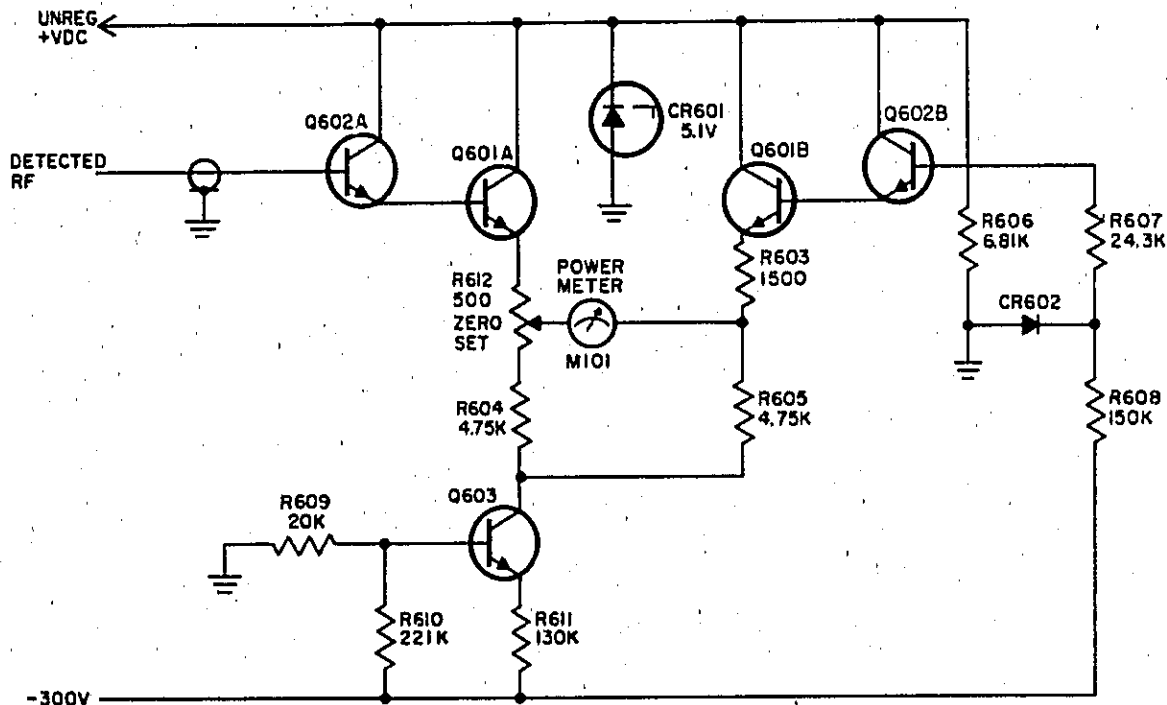 UNREG
+VDC
CR601
5.1V
Q602A
Q602B
Q601A
Q601B
DETECTED
RF
R606
6.81K
R607
24.3K
R603
1500
POWER
METER
R612
500
ZERO
SET
CR602
M101
R604
4.75K
R605
4.75K
R608
150K
Q603
R609
20K
R610
221K
R611
130K
-300V